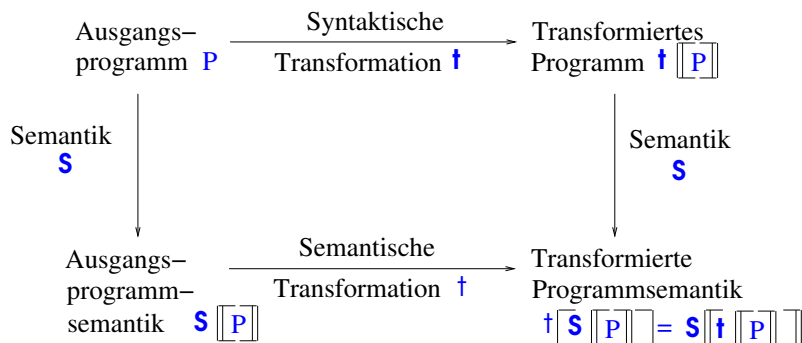 Ausgangs–
programm P
Syntaktische
Transformation t
Transformiertes
Programm t⟦P⟧
Semantik
S
Semantik
S
Ausgangs–
programm–
semantik S⟦P⟧
Semantische
Transformation †
Transformierte
Programmsemantik
†⟦S⟦P⟧⟧ = S⟦t⟦P⟧⟧